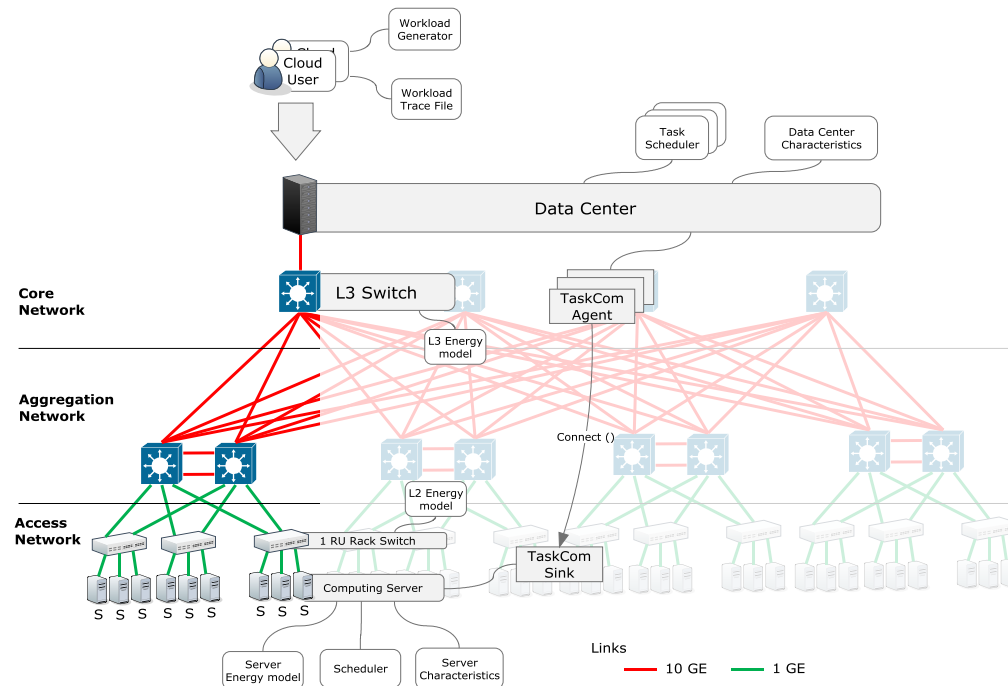 Workload
Generator
Cloud
Cloud
User
Workload
Trace File
Task
Scheduler
Data Center
Characteristics
Data Center
Core
Network
L3 Switch
TaskCom
Agent
L3 Energy
model
Aggregation
Network
Connect ()
L2 Energy
model
Access
Network
1 RU Rack Switch
TaskCom
Sink
Computing Server
S S S S S S S S S
Server
Energy model
Scheduler
Server
Characteristics
Links
10 GE
1 GE